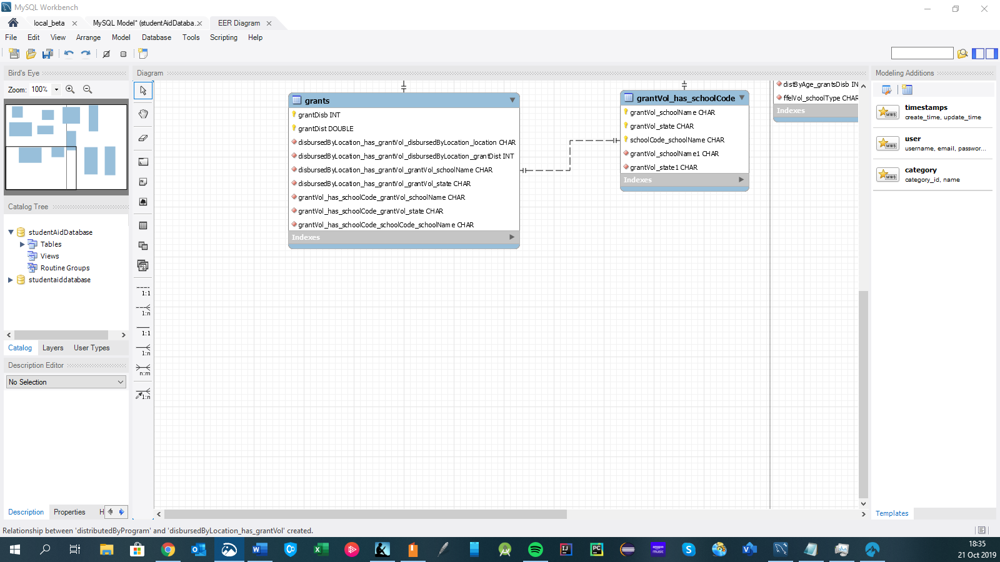 MySQL Workbench
local_beta
MySQL Model* (studentAidDataba.
EER Diagram
File Edit View Arrange Model Database Tools Scripting Help
Bird's Eye
Diagram
Modeling Additions
Zoom: 100%
distByAge_grantsDisb IN
ffelVol_schoolType CHAR
Indexes
grants
grantDisb INT
grantDist DOUBLE
disbursedByLocation_has_grantVol_disbursedByLocation_location CHAR
disbursedByLocation_has_grantVol_disbursedByLocation_grantDist INT
disbursedByLocation_has_grantVol_grantVol_schoolName CHAR
disbursedByLocation_has_grantVol_grantVol_state CHAR
grantVol_has_schoolCode_grantVol_schoolName CHAR
grantVol_has_schoolCode_grantVol_state CHAR
grantVol_has_schoolCode_schoolCode_schoolName CHAR
Indexes
grantVol_has_schoolCode
grantVol_schoolName CHAR
grantVol_state CHAR
schoolCode_schoolName CHAR
grantVol_schoolName1 CHAR
grantVol_state1 CHAR
Indexes
MWB
timestamps
create_time, update_time
MWB
user
username, email, passwor...
MWB
category
category_id, name
Catalog Tree
studentAidDatabase
Tables
Views
Routine Groups
studentaiddatabase
1:1
1:n
1:1
1:n
n:m
1:n
Catalog Layers User Types
Description Editor
No Selection
Description Properties H
Templates
Relationship between 'distributedByProgram' and 'disbursedByLocation_has_grantVol' created.
18:35
21 Oct 2019